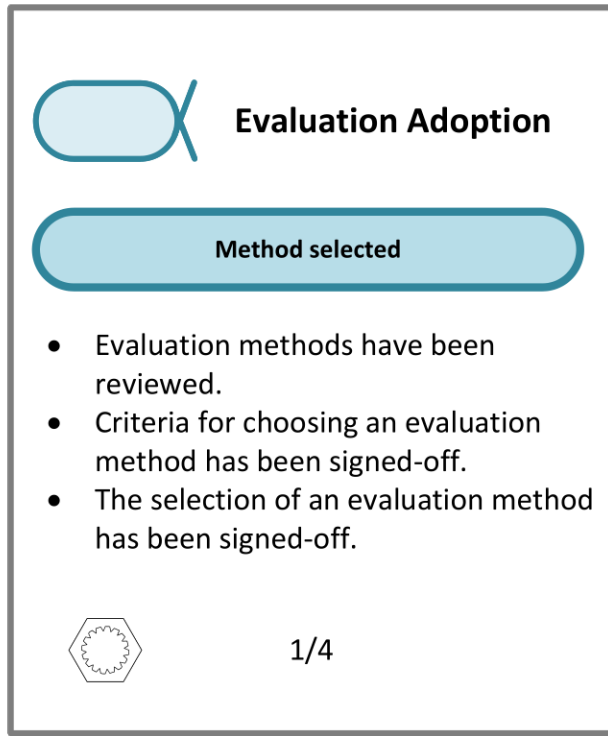 Evaluation Adoption
Method selected
• Evaluation methods have been
reviewed.
• Criteria for choosing an evaluation
method has been signed-off.
• The selection of an evaluation method
has been signed-off.
1/4